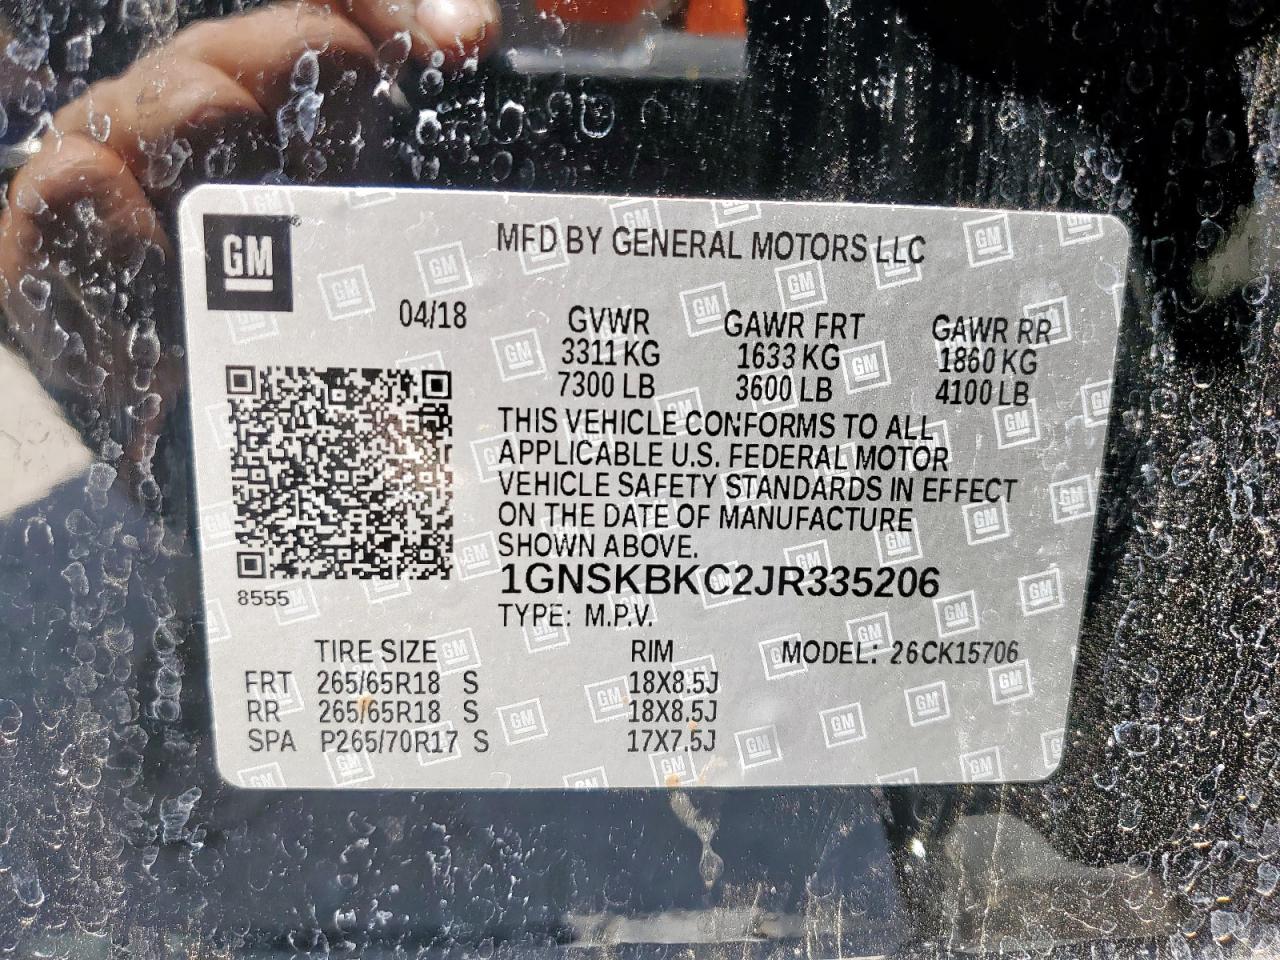 GM
MFD BY GENERAL MOTORS LLC
04/18
GVWR GAWR FRT GAWR RR
3311 KG 1633 KG 1860 KG
7300 LB 3600 LB 4100 LB
THIS VEHICLE CONFORMS TO ALL
APPLICABLE U.S. FEDERAL MOTOR
VEHICLE SAFETY STANDARDS IN EFFECT
ON THE DATE OF MANUFACTURE
SHOWN ABOVE.
8555
1GNSKBKC2JR335206
TYPE: M.P.V.
TIRE SIZE RIM MODEL: 26CK15706
FRT 265/65R18 S 18X8.5J
RR 265/65R18 S 18X8.5J
SPA P265/70R17 S 17X7.5J